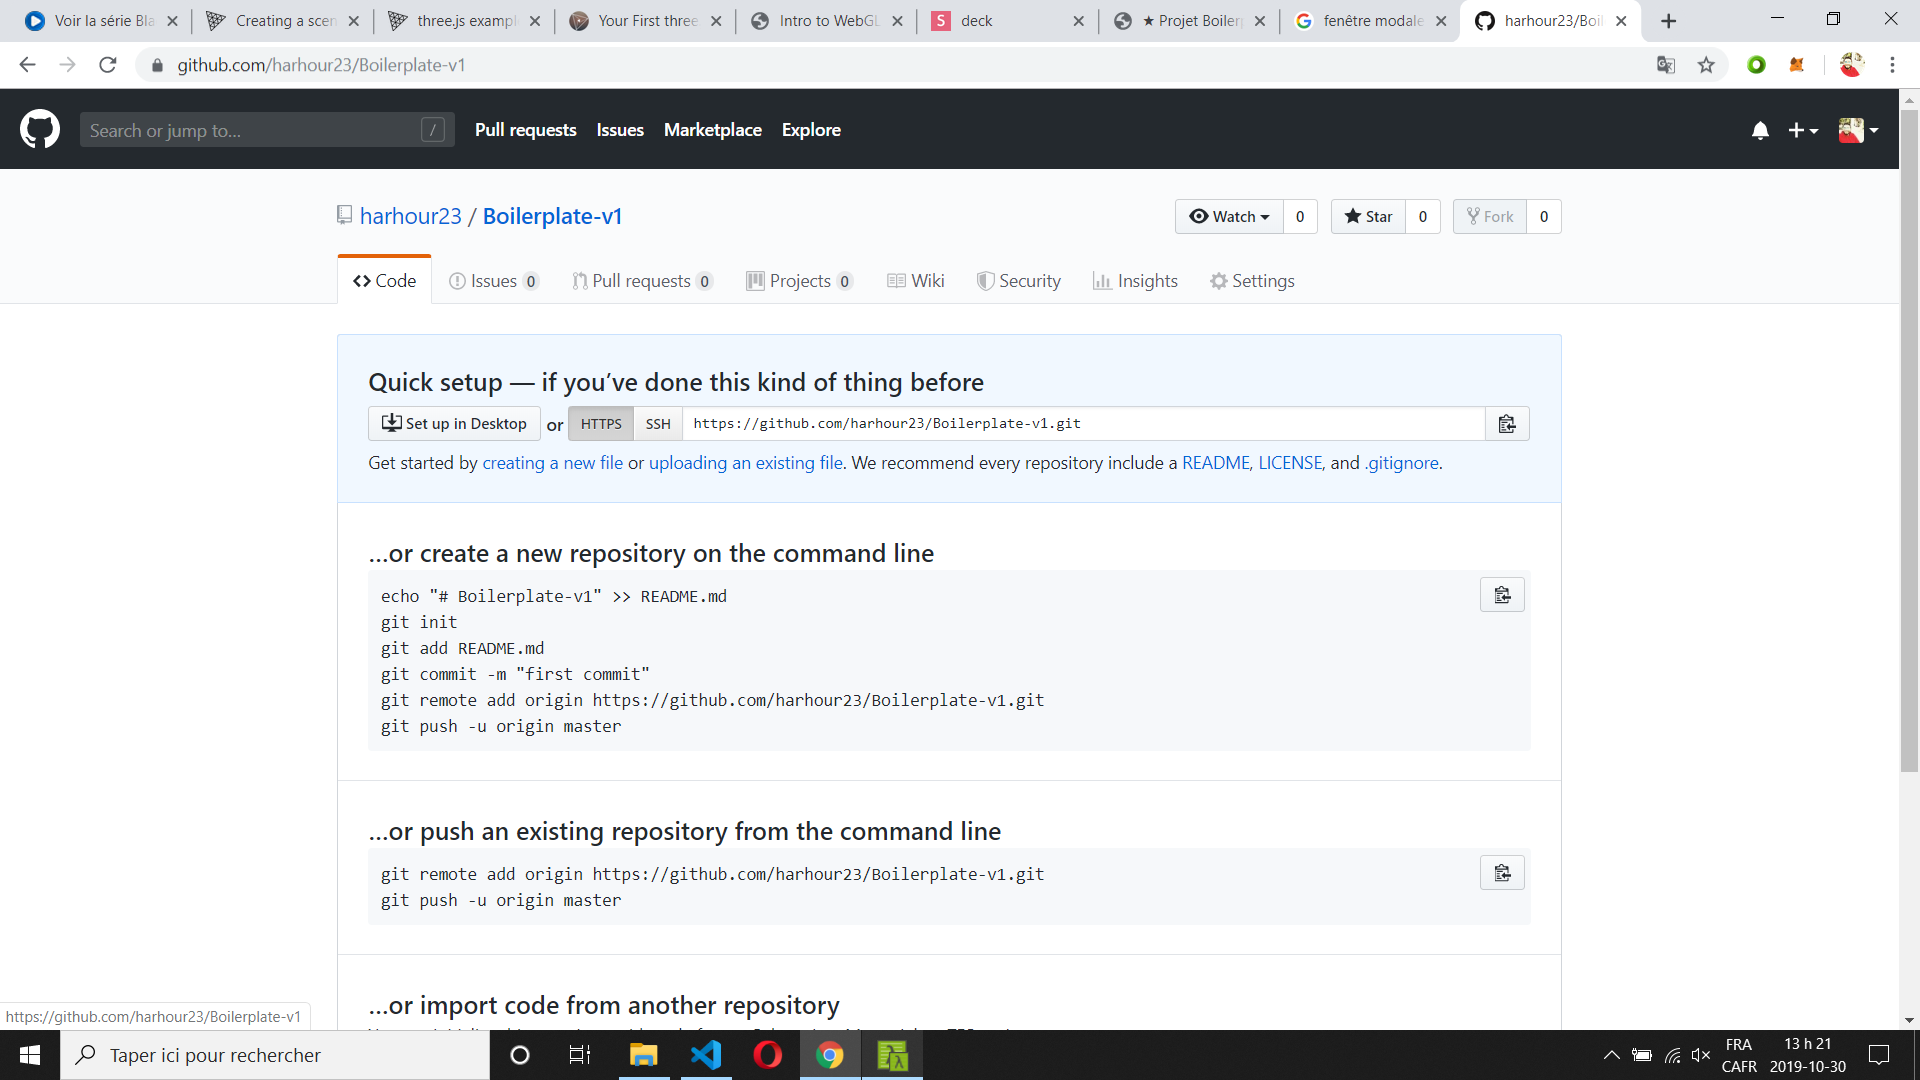 Voir la série Bla
Creating a scen
three.js exampl
Your First three
Intro to WebGL
S deck
★ Projet Boilerp
fenêtre modale
harhour23/Boil
github.com/harhour23/Boilerplate-v1
Search or jump to... /
Pull requests
Issues
Marketplace
Explore
harhour23 / Boilerplate-v1
Watch 0
Star 0
Fork 0
Code
Issues 0
Pull requests 0
Projects 0
Wiki
Security
Insights
Settings
Quick setup — if you’ve done this kind of thing before
Set up in Desktop or HTTPS SSH https://github.com/harhour23/Boilerplate-v1.git
Get started by creating a new file or uploading an existing file. We recommend every repository include a README, LICENSE, and .gitignore.
…or create a new repository on the command line
echo "# Boilerplate-v1" >> README.md
git init
git add README.md
git commit -m "first commit"
git remote add origin https://github.com/harhour23/Boilerplate-v1.git
git push -u origin master
…or push an existing repository from the command line
git remote add origin https://github.com/harhour23/Boilerplate-v1.git
git push -u origin master
…or import code from another repository
https://github.com/harhour23/Boilerplate-v1
Taper ici pour rechercher
FRA
CAFR
13 h 21
2019-10-30